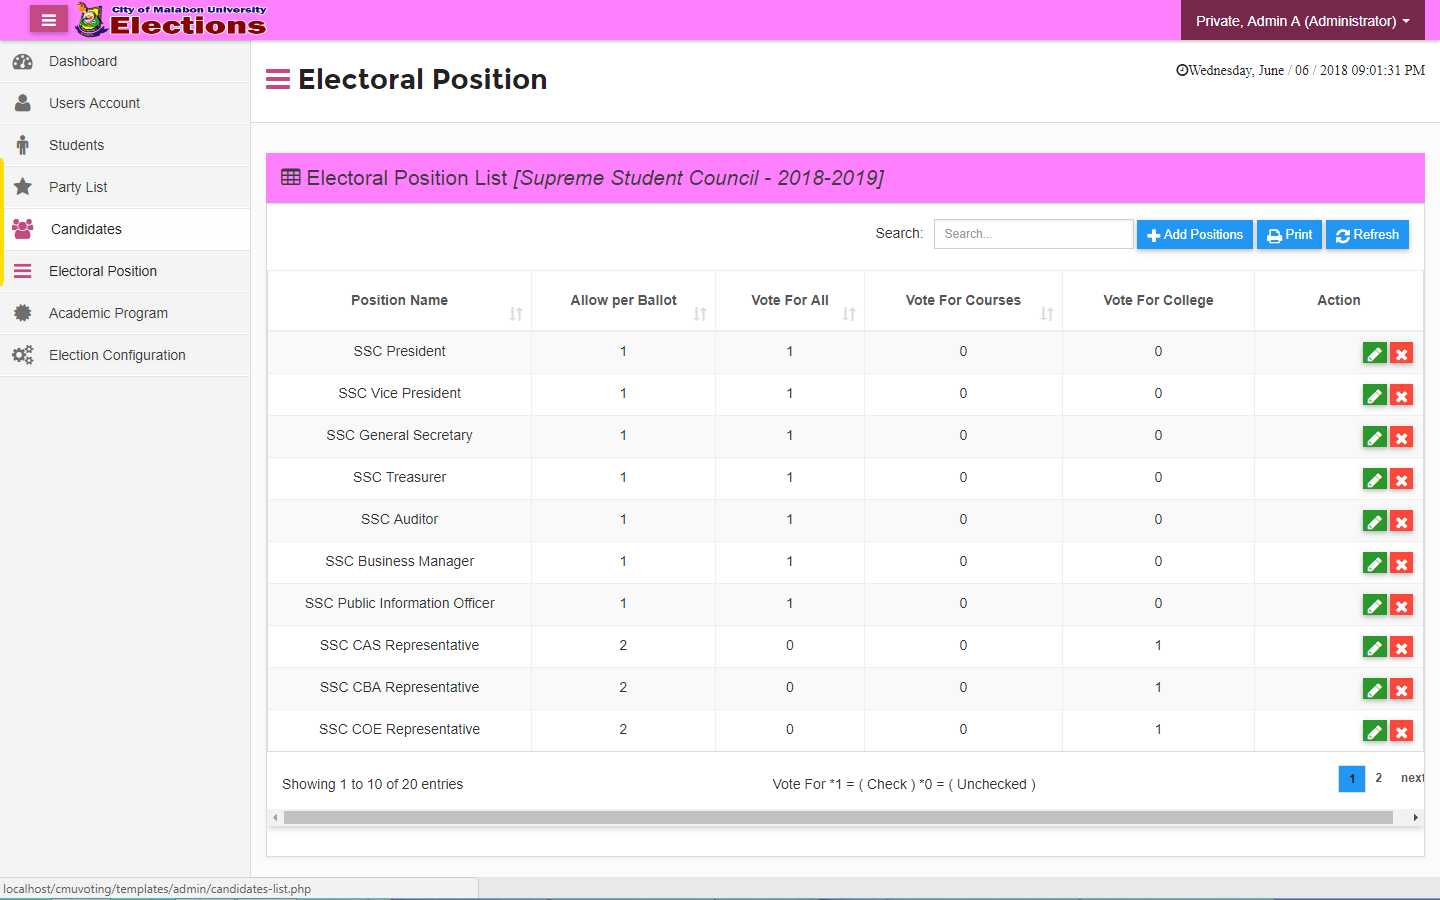 City of Malabon University
Elections
Private, Admin A (Administrator)
Dashboard
Users Account
Students
Party List
Candidates
Electoral Position
Academic Program
Election Configuration
Electoral Position
Wednesday, June / 06 / 2018 09:01:31 PM
Electoral Position List [Supreme Student Council - 2018-2019]
Search: Search... Add Positions Print Refresh
Position Name Allow per Ballot Vote For All Vote For Courses Vote For College Action
SSC President 1 1 0 0
SSC Vice President 1 1 0 0
SSC General Secretary 1 1 0 0
SSC Treasurer 1 1 0 0
SSC Auditor 1 1 0 0
SSC Business Manager 1 1 0 0
SSC Public Information Officer 1 1 0 0
SSC CAS Representative 2 0 0 1
SSC CBA Representative 2 0 0 1
SSC COE Representative 2 0 0 1
Showing 1 to 10 of 20 entries Vote For *1 = ( Check ) *0 = ( Unchecked ) 1 2 next
localhost/cmuvoting/templates/admin/candidates-list.php